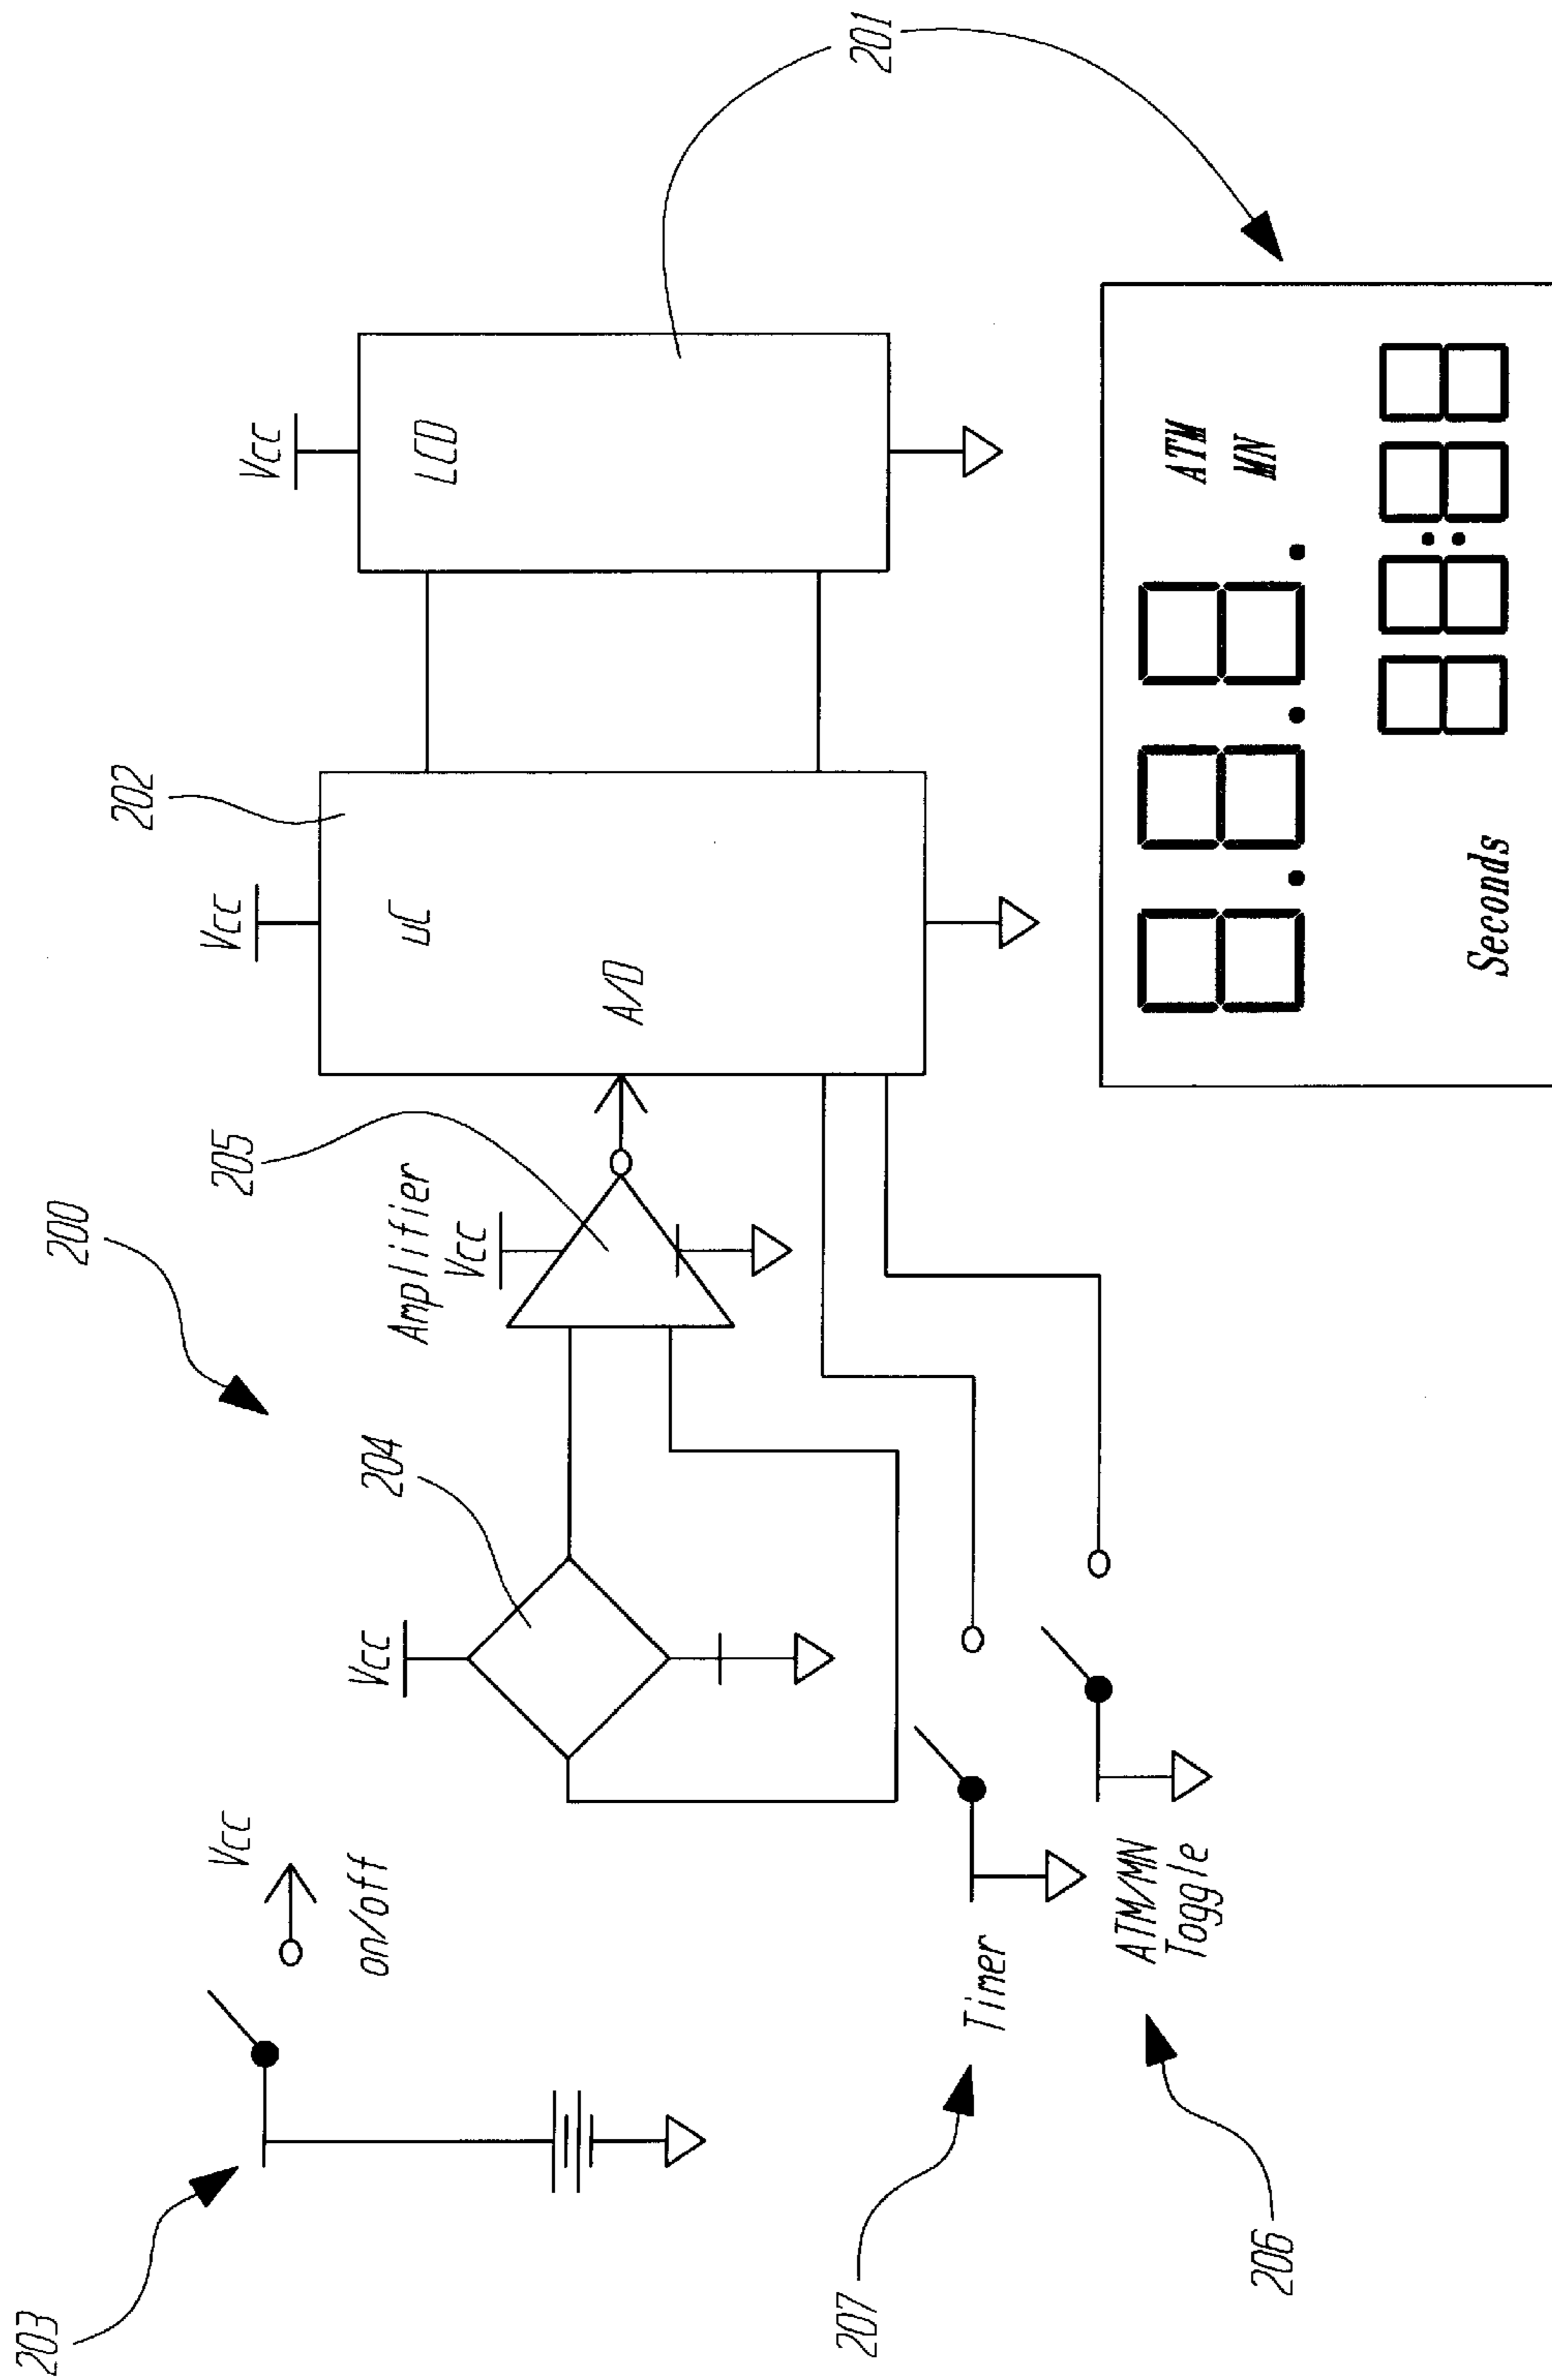 203
Vcc
on/off
200
204
Vcc
205
Amplifier
Vcc
202
Vcc
uC
A/D
Vcc
LCD
201
207
Timer
206
ATM/MN
Toggle
8.8.8.
ATM
MN
Seconds
88:88